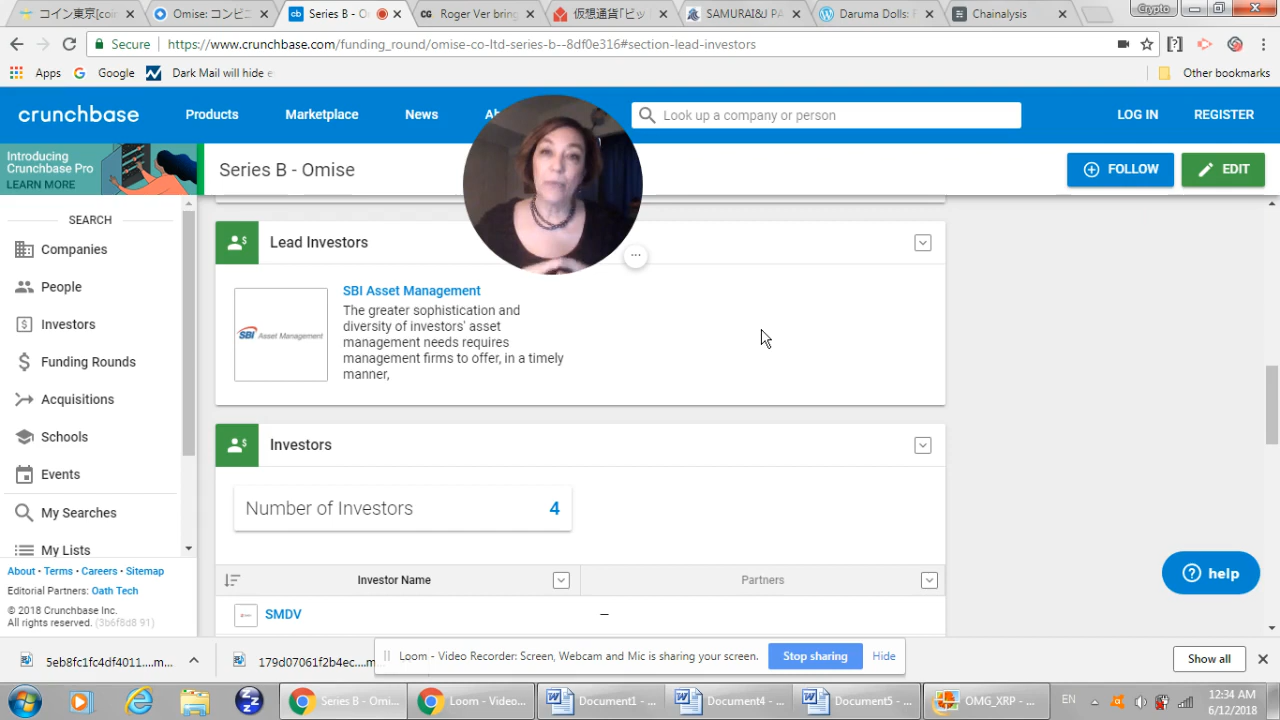 コイン東京[coin
Omise: コンビニ
Series B - O
Roger Ver bring
仮想通貨「ビッ
SAMURAI&J PA
Daruma Dolls: F
Chainalysis
Crypto
Secure
https://www.crunchbase.com/funding_round/omise-co-ltd-series-b--8df0e316#section-lead-investors
Apps
Google
Dark Mail will hide e
Other bookmarks
crunchbase
Products
Marketplace
News
Ab
Look up a company or person
LOG IN
REGISTER
Introducing
Crunchbase Pro
LEARN MORE
Series B - Omise
FOLLOW
EDIT
SEARCH
Companies
People
Investors
Funding Rounds
Acquisitions
Schools
Events
My Searches
My Lists
About • Terms • Careers • Sitemap
Editorial Partners: Oath Tech
© 2018 Crunchbase Inc.
All rights reserved. (3b6f8d8 91)
Lead Investors
SBI Asset Management
SBI Asset Management
The greater sophistication and
diversity of investors' asset
management needs requires
management firms to offer, in a timely
manner,
Investors
Number of Investors 4
Investor Name
Partners
SMDV
—
help
5eb8fc1fc4df4011....m...
179d07061f2b4ec...m
Loom - Video Recorder: Screen, Webcam and Mic is sharing your screen.
Stop sharing
Hide
Show all
Series B - Omi...
Loom - Video...
Document1 - ...
Document4 - ...
Document5 - ...
OMG_XRP - ...
EN
12:34 AM
6/12/2018